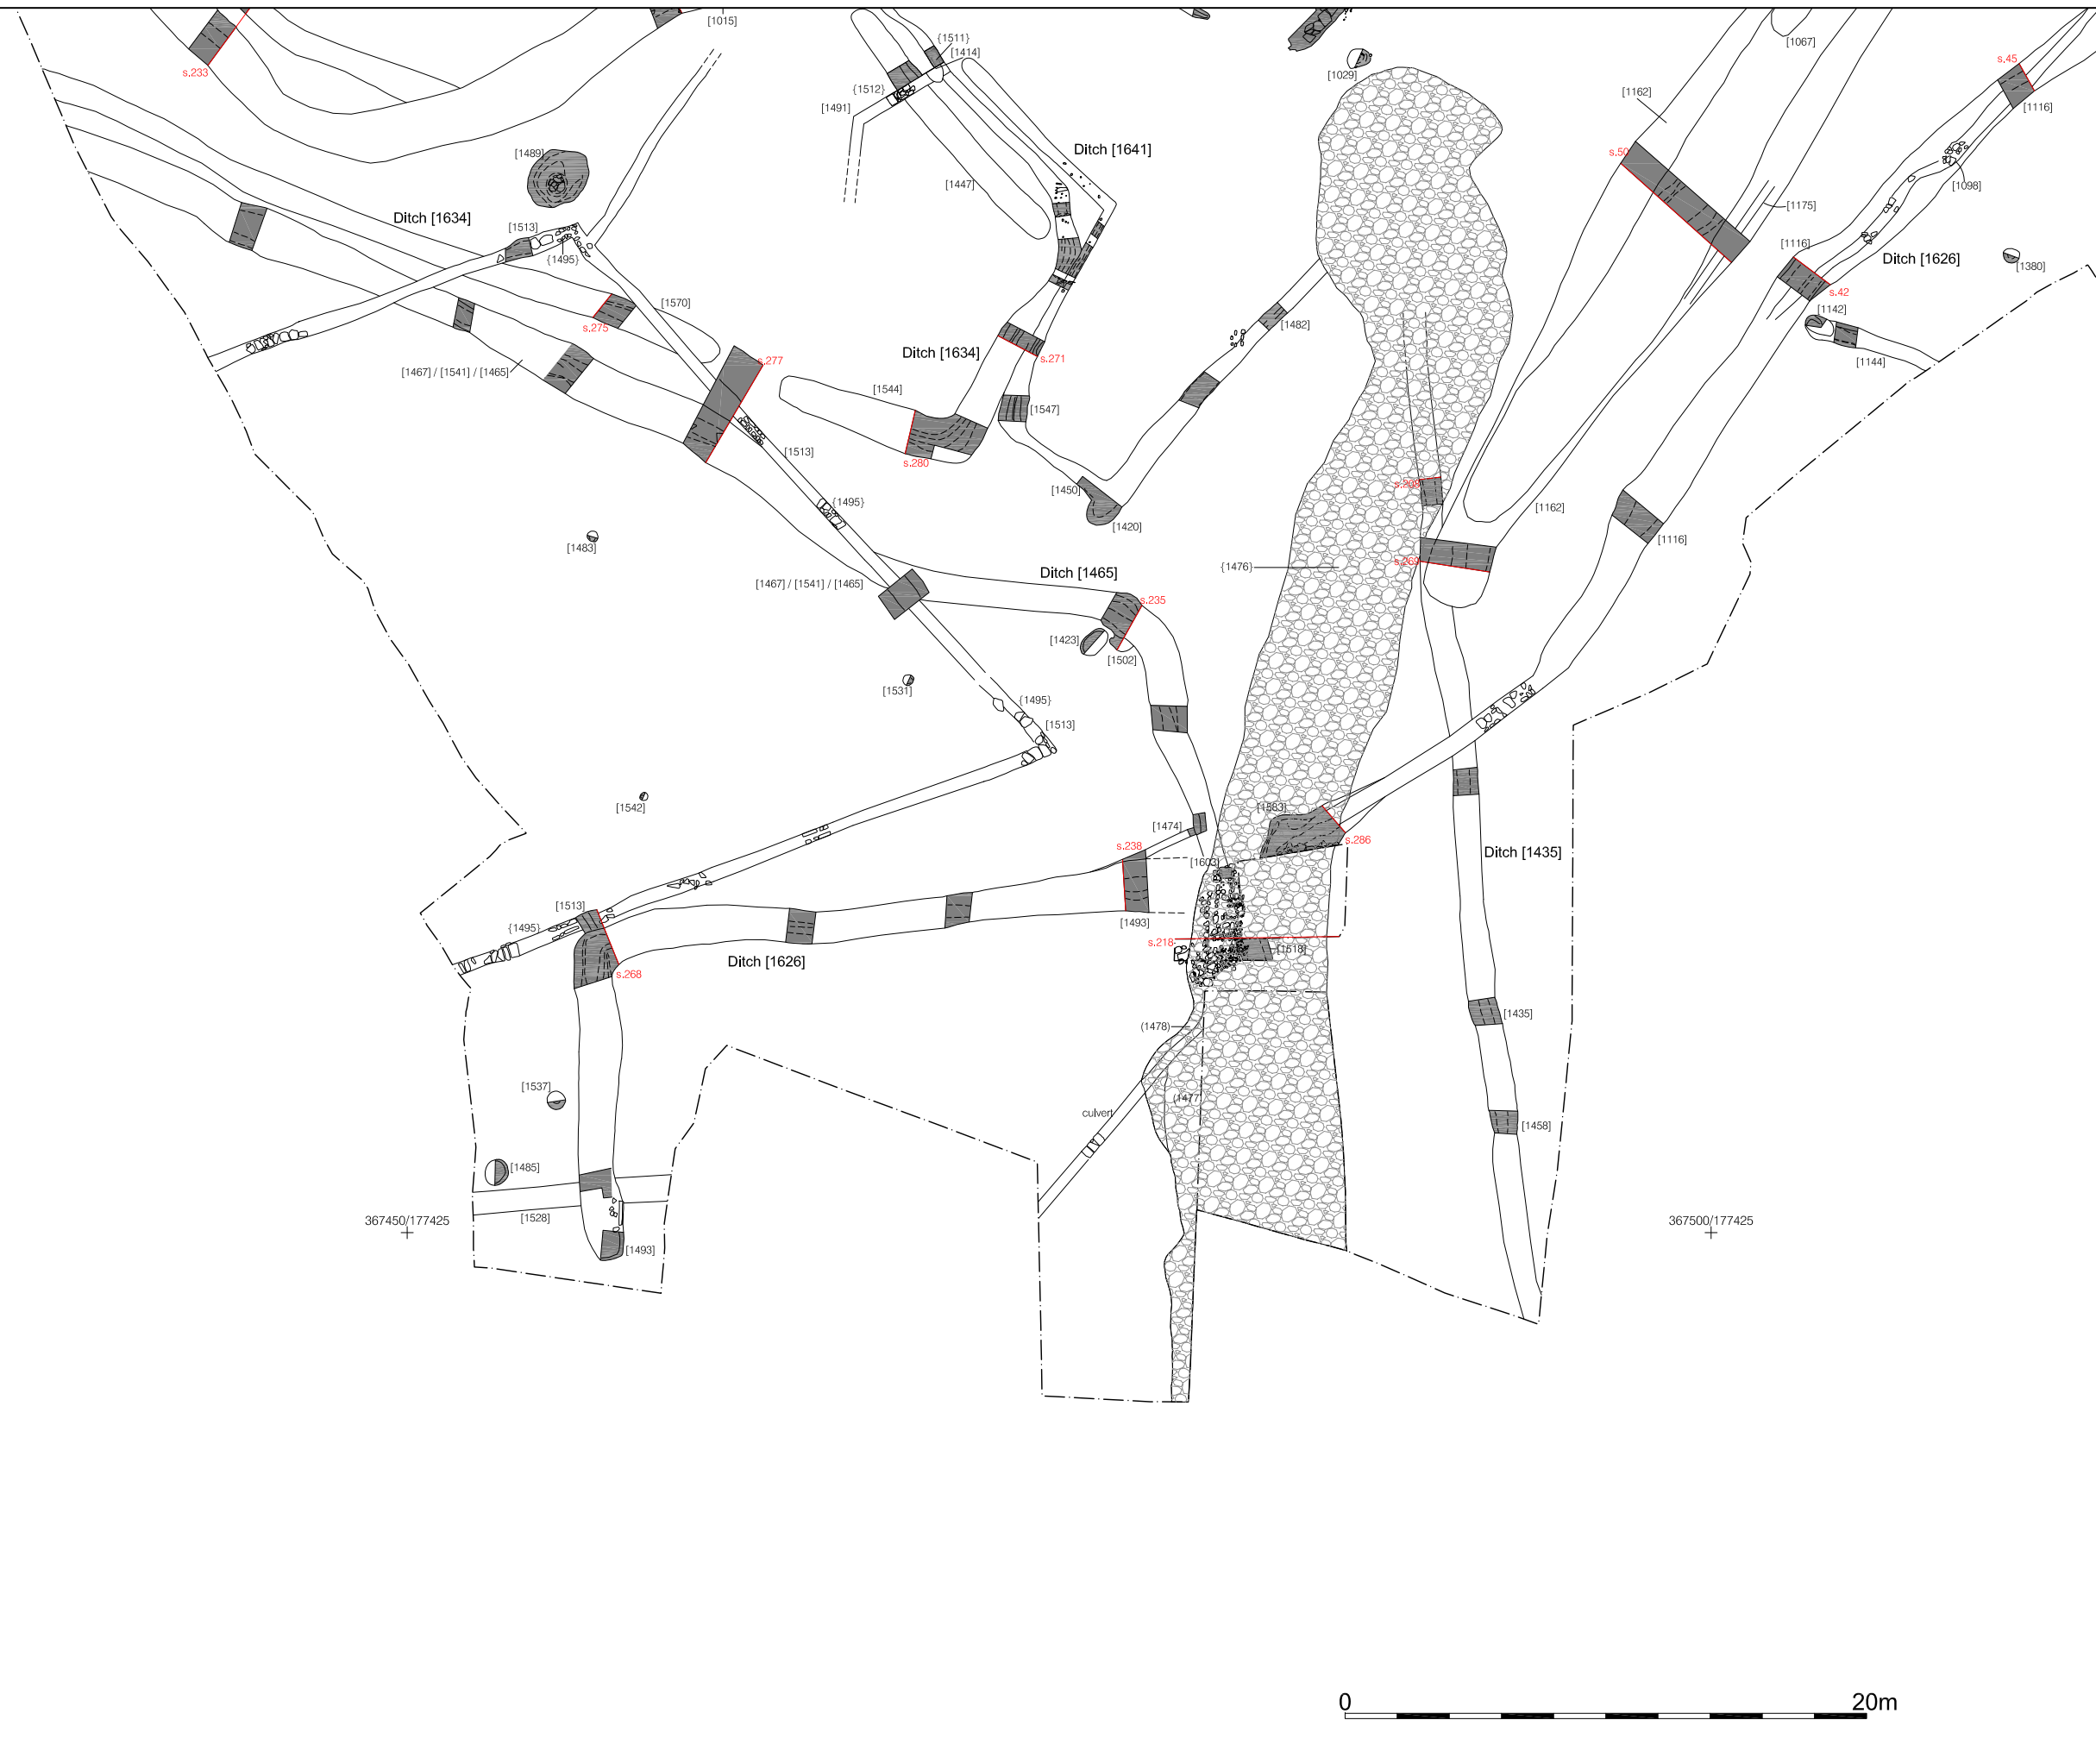 [1015]
{1511}
[1414]
[1067]
s.45
s.233
[1029]
{1512}
[1162]
[1491]
[1116]
[1489]
Ditch [1641]
s.50
[1447]
[1098]
[1175]
Ditch [1634]
[1513]
{1495}
[1116]
Ditch [1626]
[1380]
s.42
[1570]
[1142]
s.275
[1482]
Ditch [1634]
s.271
s.277
[1144]
[1467] / [1541] / [1465]
[1544]
[1547]
[1513]
s.280
[1450]
{1495}
[1162]
[1420]
[1116]
[1483]
s.269
{1476}
Ditch [1465]
[1467] / [1541] / [1465]
s.235
[1423]
[1502]
[1531]
{1495}
[1513]
[1542]
[1583]
[1474]
s.286
s.238
Ditch [1435]
[1603]
[1513]
{1495}
[1493]
s.218
[1518]
Ditch [1626]
s.268
[1435]
(1478)
[1537]
(1477)
culvert
[1458]
[1485]
367450/177425
[1528]
367500/177425
[1493]
0 20m